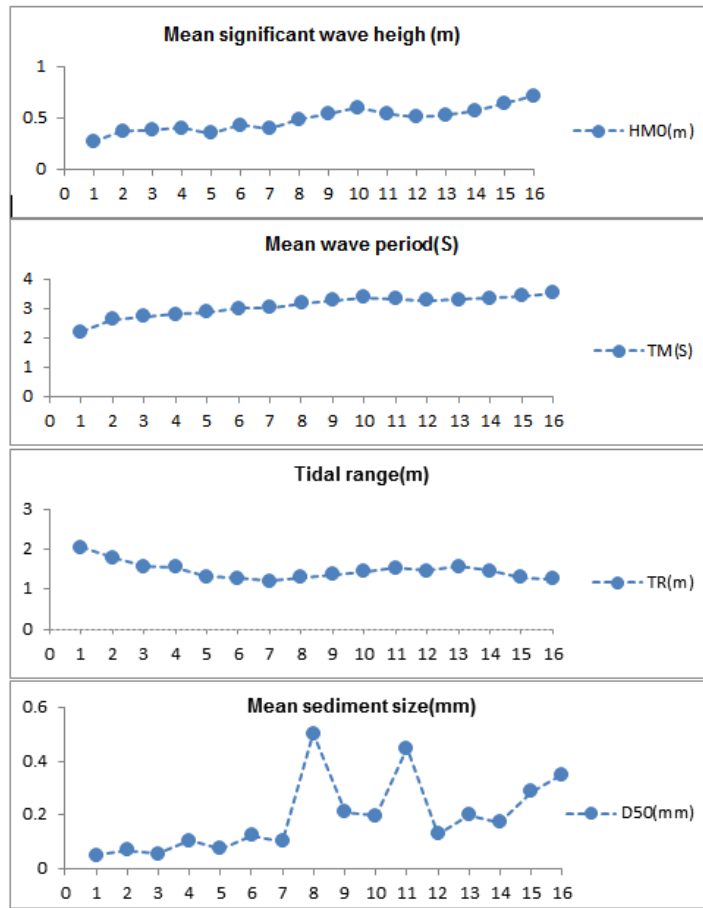 Mean significant wave heigh (m)
1
0.5
0
0 1 2 3 4 5 6 7 8 9 10 11 12 13 14 15 16
HM0(m)
Mean wave period(S)
4
3
2
1
0
0 1 2 3 4 5 6 7 8 9 10 11 12 13 14 15 16
TM(S)
Tidal range(m)
3
2
1
0
0 1 2 3 4 5 6 7 8 9 10 11 12 13 14 15 16
TR(m)
Mean sediment size(mm)
0.6
0.4
0.2
0
0 1 2 3 4 5 6 7 8 9 10 11 12 13 14 15 16
D50(mm)